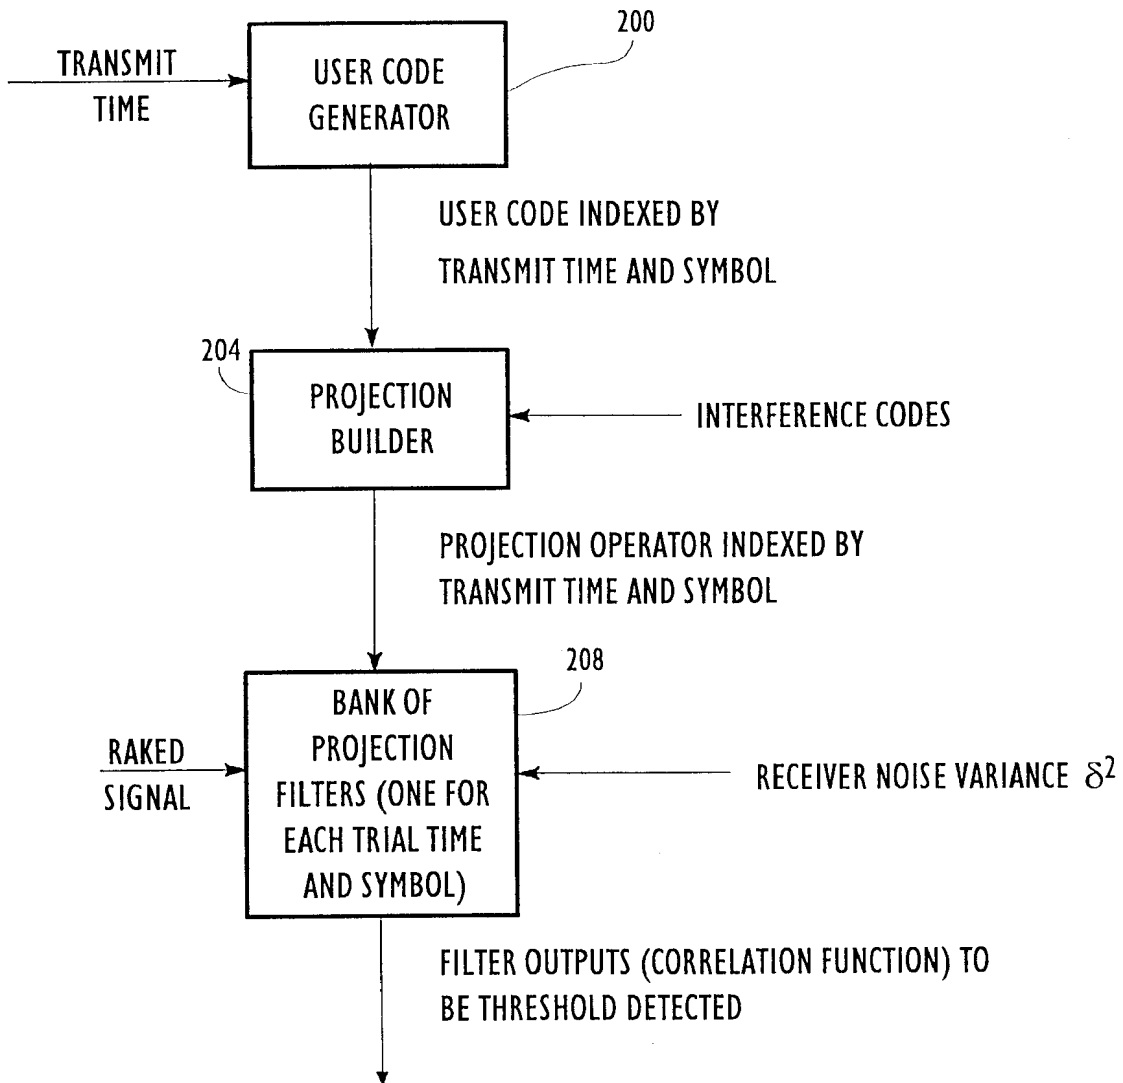 200
TRANSMIT
TIME
USER CODE
GENERATOR
USER CODE INDEXED BY
TRANSMIT TIME AND SYMBOL
204
PROJECTION
BUILDER
INTERFERENCE CODES
PROJECTION OPERATOR INDEXED BY
TRANSMIT TIME AND SYMBOL
208
BANK OF
PROJECTION
FILTERS (ONE FOR
EACH TRIAL TIME
AND SYMBOL)
RAKED
SIGNAL
RECEIVER NOISE VARIANCE δ²
FILTER OUTPUTS (CORRELATION FUNCTION) TO
BE THRESHOLD DETECTED